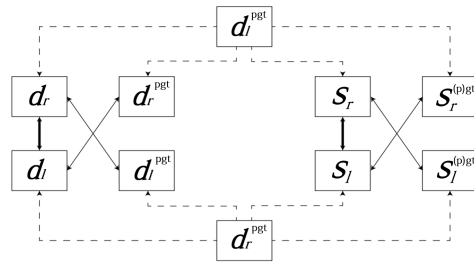 d_l^pgt
d_r d_r^pgt s_r s_r^(p)gt
d_l d_l^pgt s_l s_l^(p)gt
d_r^pgt